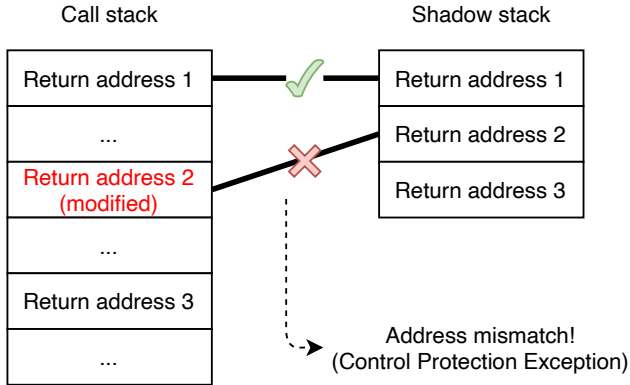 Call stack
Shadow stack
Return address 1
Return address 1
...
Return address 2
Return address 2
(modified)
Return address 3
...
Return address 3
...
Address mismatch!
(Control Protection Exception)